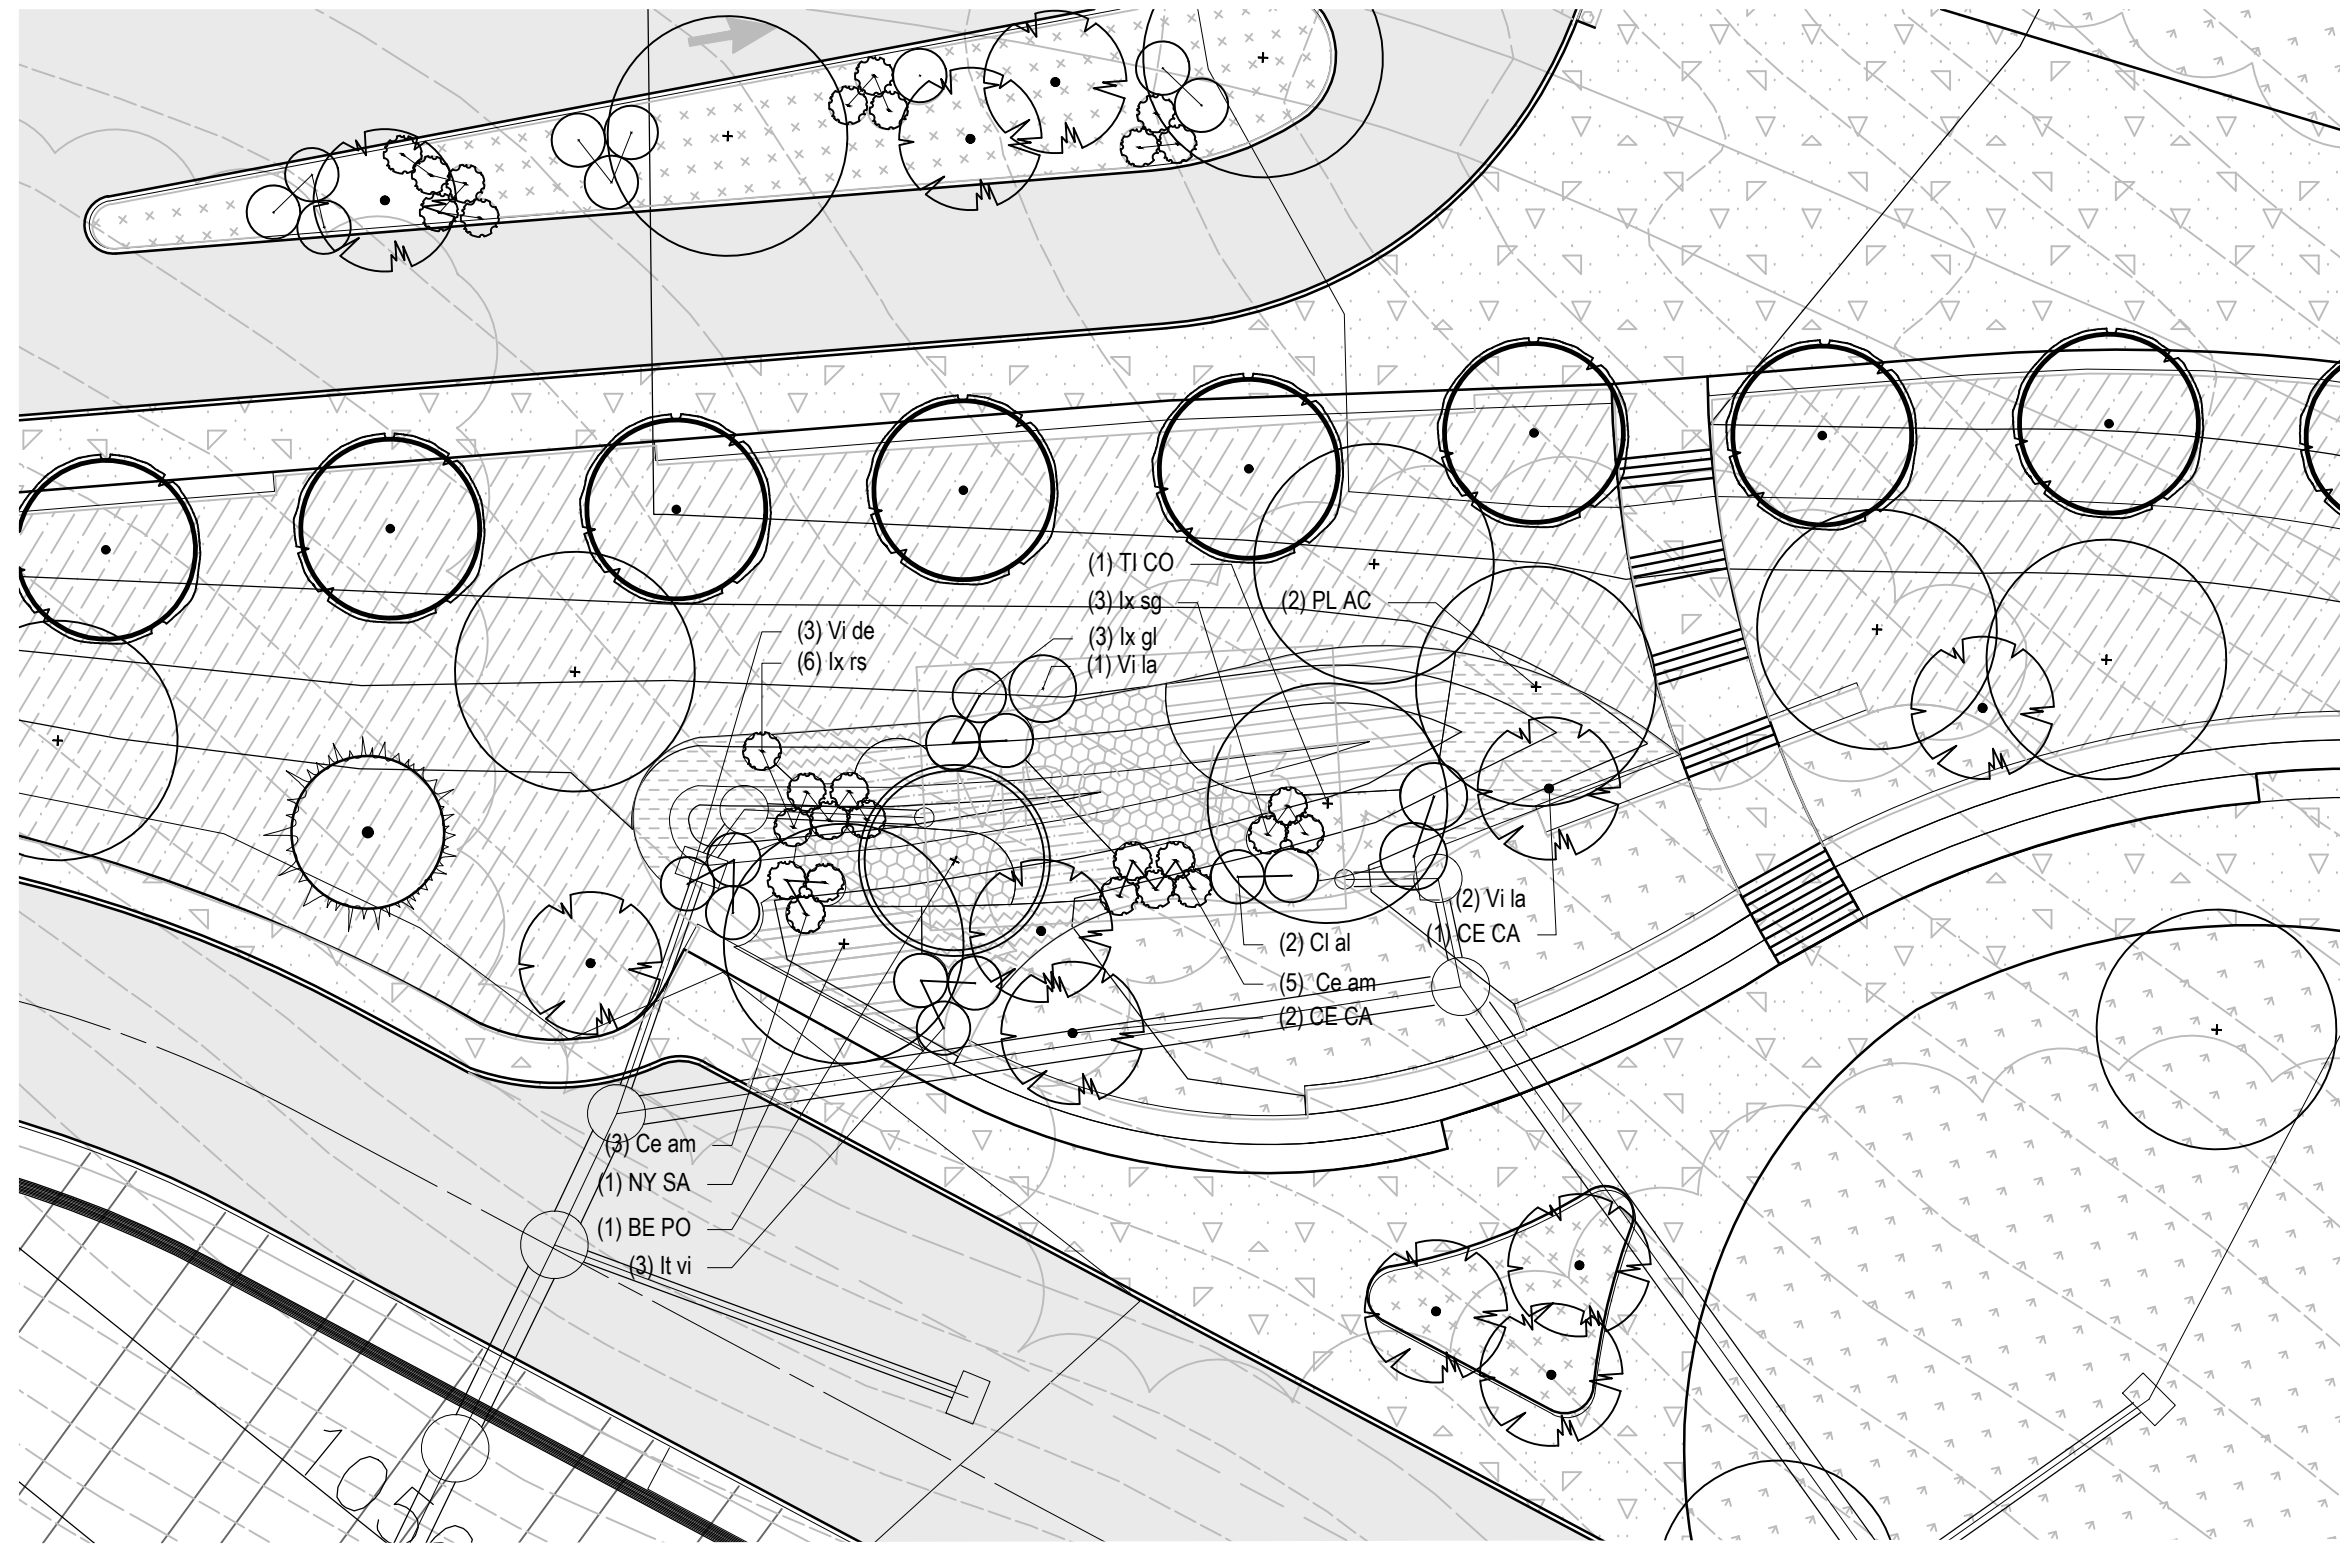 (1) TI CO
(3) Ix sg
(2) PL AC
(3) Vi de
(3) Ix gl
(6) Ix rs
(1) Vi la
(2) Vi la
(1) CE CA
(2) Cl al
(5) Ce am
(2) CE CA
(3) Ce am
(1) NY SA
(1) BE PO
(3) It vi